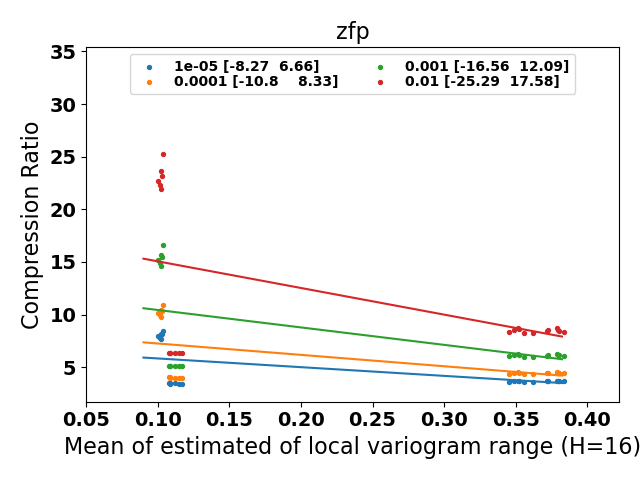 zfp
35
30
25
20
15
10
5
Compression Ratio
1e-05 [-8.27  6.66]
0.0001 [-10.8    8.33]
0.001 [-16.56  12.09]
0.01 [-25.29  17.58]
0.05 0.10 0.15 0.20 0.25 0.30 0.35 0.40
Mean of estimated of local variogram range (H=16)